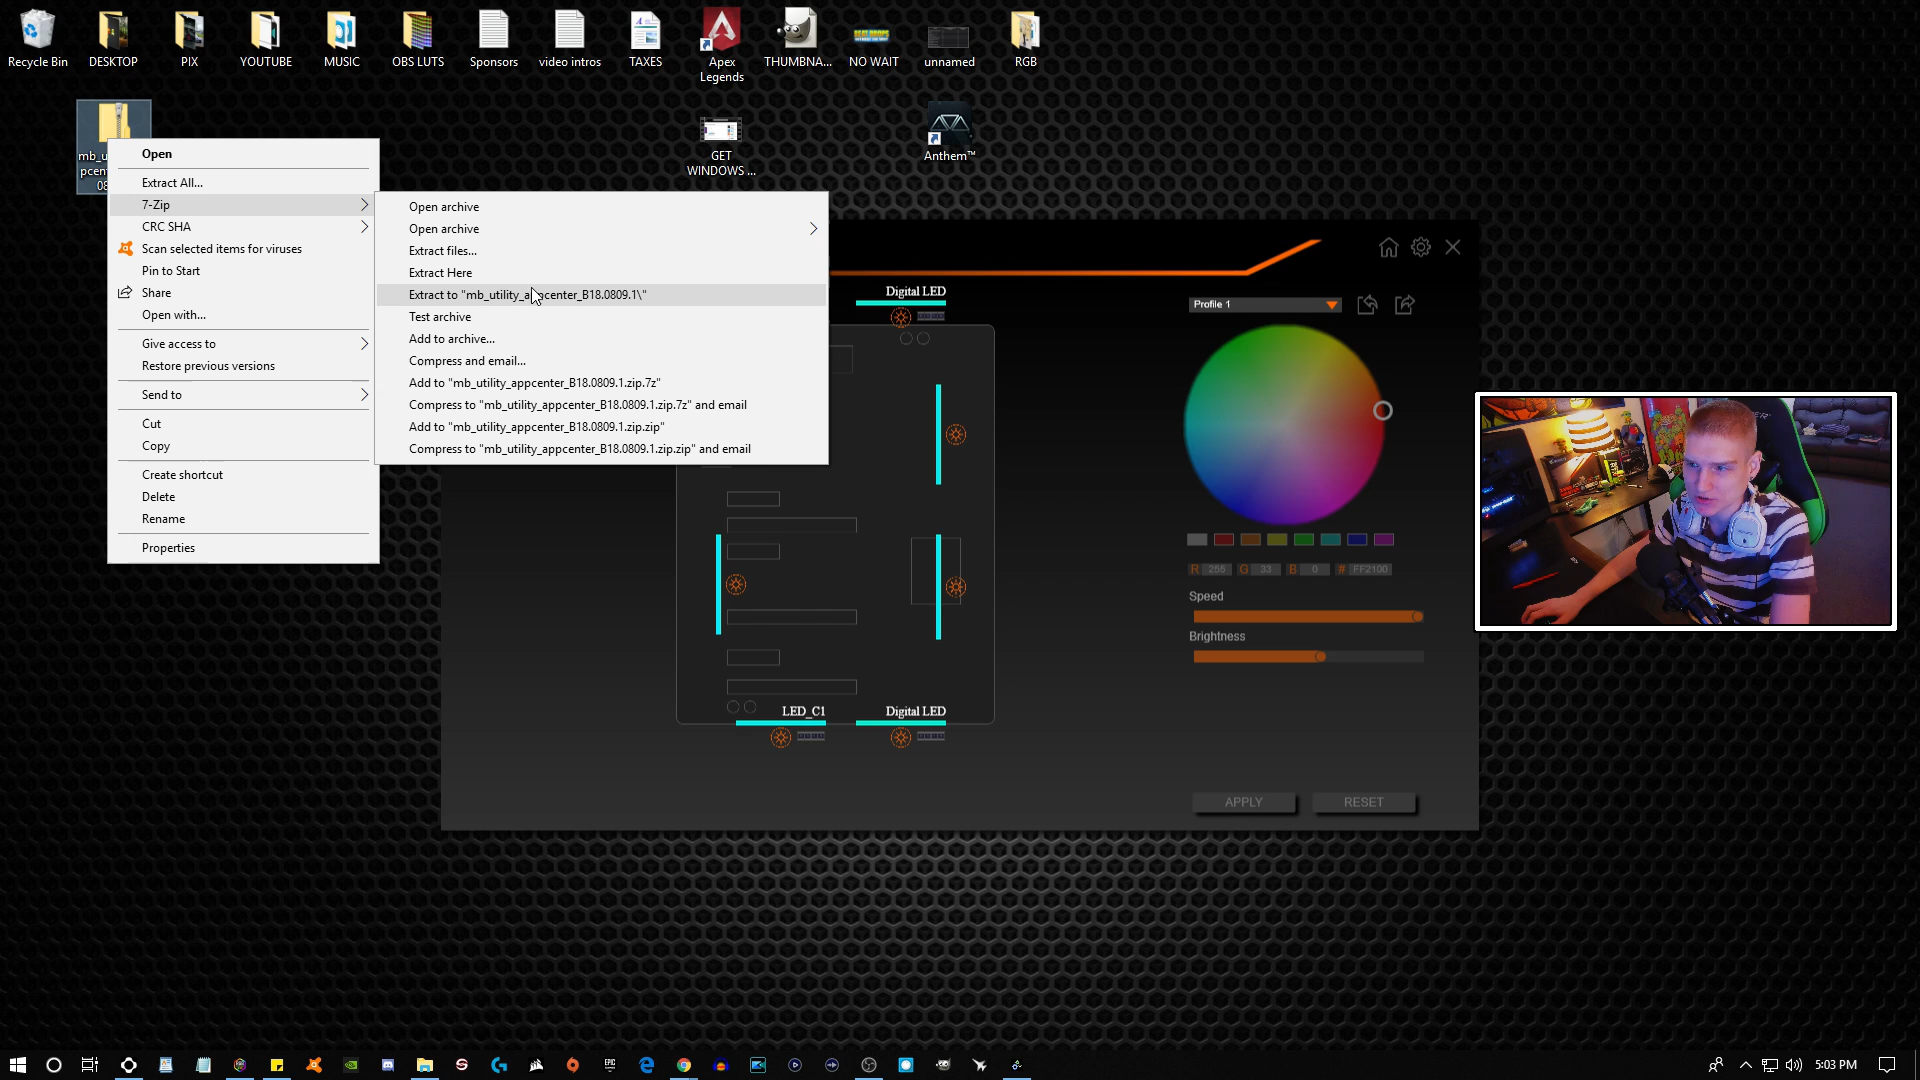 Recycle Bin
DESKTOP
PIX
YOUTUBE
MUSIC
OBS LUTS
Sponsors
video intros
TAXES
Apex
Legends
THUMBNA...
NO WAIT
unnamed
RGB
GET
WINDOWS ...
Anthem™
Open
Extract All...
7-Zip
CRC SHA
Scan selected items for viruses
Pin to Start
Share
Open with...
Give access to
Restore previous versions
Send to
Cut
Copy
Create shortcut
Delete
Rename
Properties
Open archive
Open archive
Extract files...
Extract Here
Extract to "mb_utility_appcenter_B18.0809.1\"
Test archive
Add to archive...
Compress and email...
Add to "mb_utility_appcenter_B18.0809.1.zip.7z"
Compress to "mb_utility_appcenter_B18.0809.1.zip.7z" and email
Add to "mb_utility_appcenter_B18.0809.1.zip.zip"
Compress to "mb_utility_appcenter_B18.0809.1.zip.zip" and email
Digital LED
LED_C1
Digital LED
Profile 1
R 255 G 33 B 0 # FF2100
Speed
Brightness
APPLY
RESET
EPIC
5:03 PM